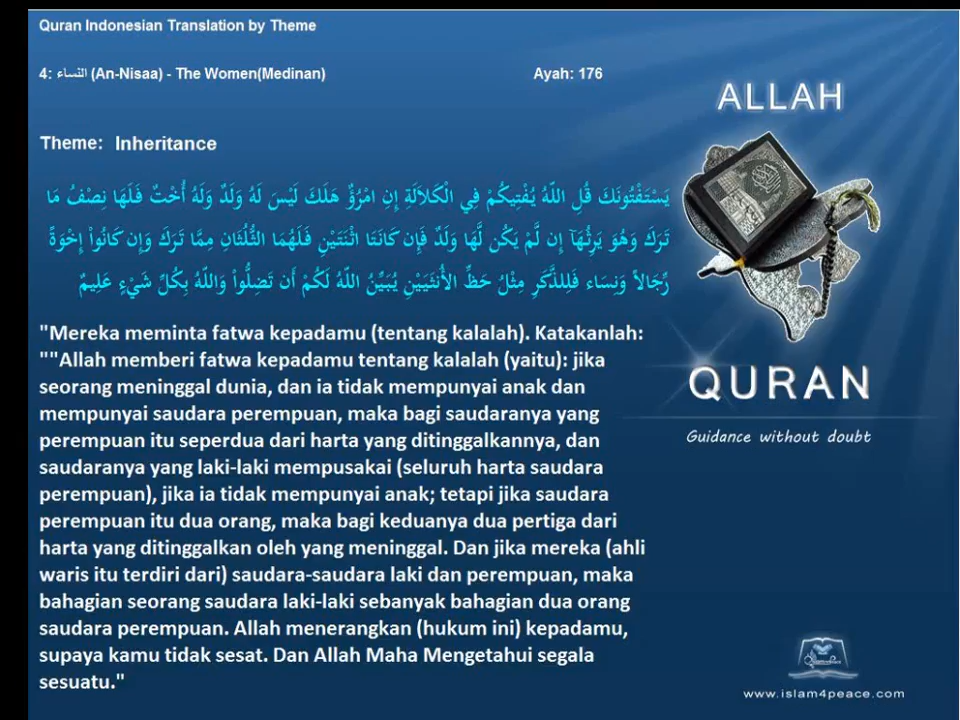 Quran Indonesian Translation by Theme
4: النساء (An-Nisaa) - The Women(Medinan) Ayah: 176
Theme: Inheritance
يَسْتَفْتُونَكَ قُلِ اللّهُ يُفْتِيكُمْ فِي الْكَلاَلَةِ إِنِ امْرُؤٌ هَلَكَ لَيْسَ لَهُ وَلَدٌ وَلَهُ أُخْتٌ فَلَهَا نِصْفُ مَا
تَرَكَ وَهُوَ يَرِثُهَآ إِن لَّمْ يَكُن لَّهَا وَلَدٌ فَإِن كَانَتَا اثْنَتَيْنِ فَلَهُمَا الثُّلُثَانِ مِمَّا تَرَكَ وَإِن كَانُواْ إِخْوَةً
رِّجَالاً وَنِسَاء فَلِلذَّكَرِ مِثْلُ حَظِّ الأُنثَيَيْنِ يُبَيِّنُ اللّهُ لَكُمْ أَن تَضِلُّواْ وَاللّهُ بِكُلِّ شَيْءٍ عَلِيمٌ
"Mereka meminta fatwa kepadamu (tentang kalalah). Katakanlah:
""Allah memberi fatwa kepadamu tentang kalalah (yaitu): jika
seorang meninggal dunia, dan ia tidak mempunyai anak dan
mempunyai saudara perempuan, maka bagi saudaranya yang
perempuan itu seperdua dari harta yang ditinggalkannya, dan
saudaranya yang laki-laki mempusakai (seluruh harta saudara
perempuan), jika ia tidak mempunyai anak; tetapi jika saudara
perempuan itu dua orang, maka bagi keduanya dua pertiga dari
harta yang ditinggalkan oleh yang meninggal. Dan jika mereka (ahli
waris itu terdiri dari) saudara-saudara laki dan perempuan, maka
bahagian seorang saudara laki-laki sebanyak bahagian dua orang
saudara perempuan. Allah menerangkan (hukum ini) kepadamu,
supaya kamu tidak sesat. Dan Allah Maha Mengetahui segala
sesuatu."
ALLAH
QURAN
Guidance without doubt
www.islam4peace.com